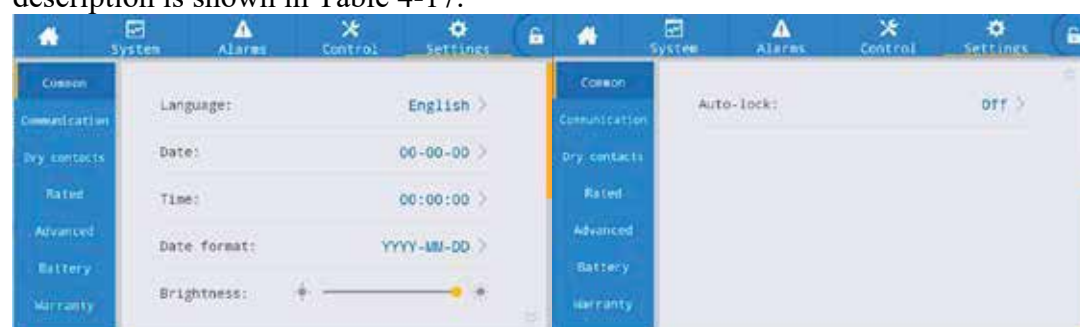 description is shown in Table 4-17.
System Alarms Control Settings
Common
Communication
Dry contacts
Rated
Advanced
Battery
Warranty
Language: English >
Date: 00-00-00 >
Time: 00:00:00 >
Date format: YYYY-MM-DD >
Brightness:
System Alarms Control Settings
Common
Communication
Dry contacts
Rated
Advanced
Battery
Warranty
Auto-lock: Off >